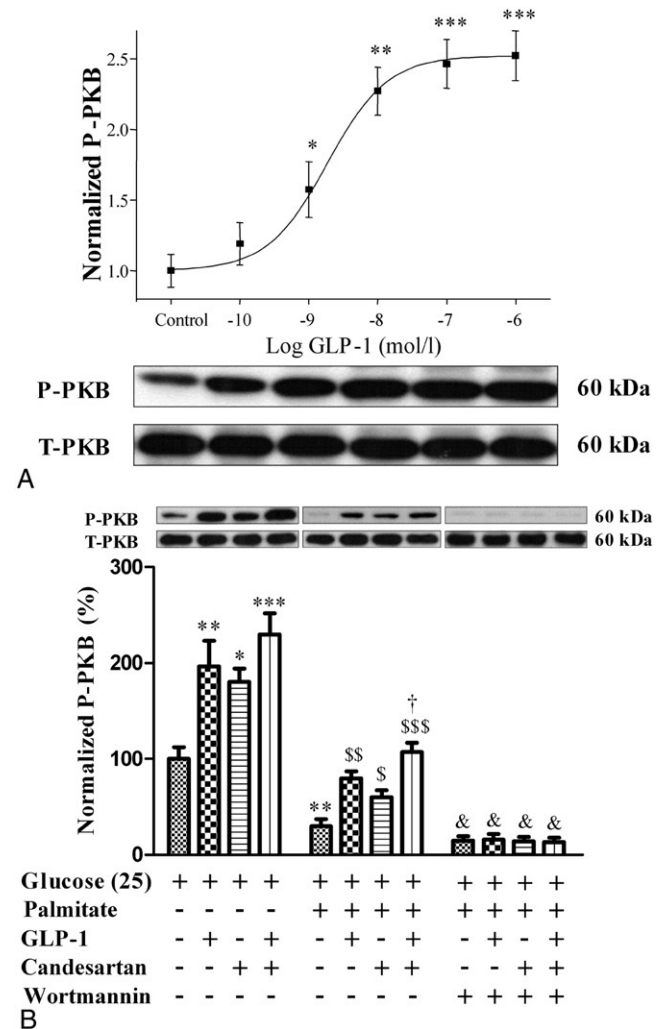 ***
***
**
*
2.5
2.0
1.5
1.0
Normalized P-PKB
Control -10 -9 -8 -7 -6
Log GLP-1 (mol/l)
P-PKB 60 kDa
T-PKB 60 kDa
A
P-PKB 60 kDa
T-PKB 60 kDa
300
200
100
0
Normalized P-PKB (%)
** * ***
** $$ $ † $$$
& & & &
Glucose (25) + + + + + + + + + + + +
Palmitate - - - - + + + + + + + +
GLP-1 - + - + - + - + - + - +
Candesartan - - + + - - + + - - + +
Wortmannin - - - - - - - - + + + +
B